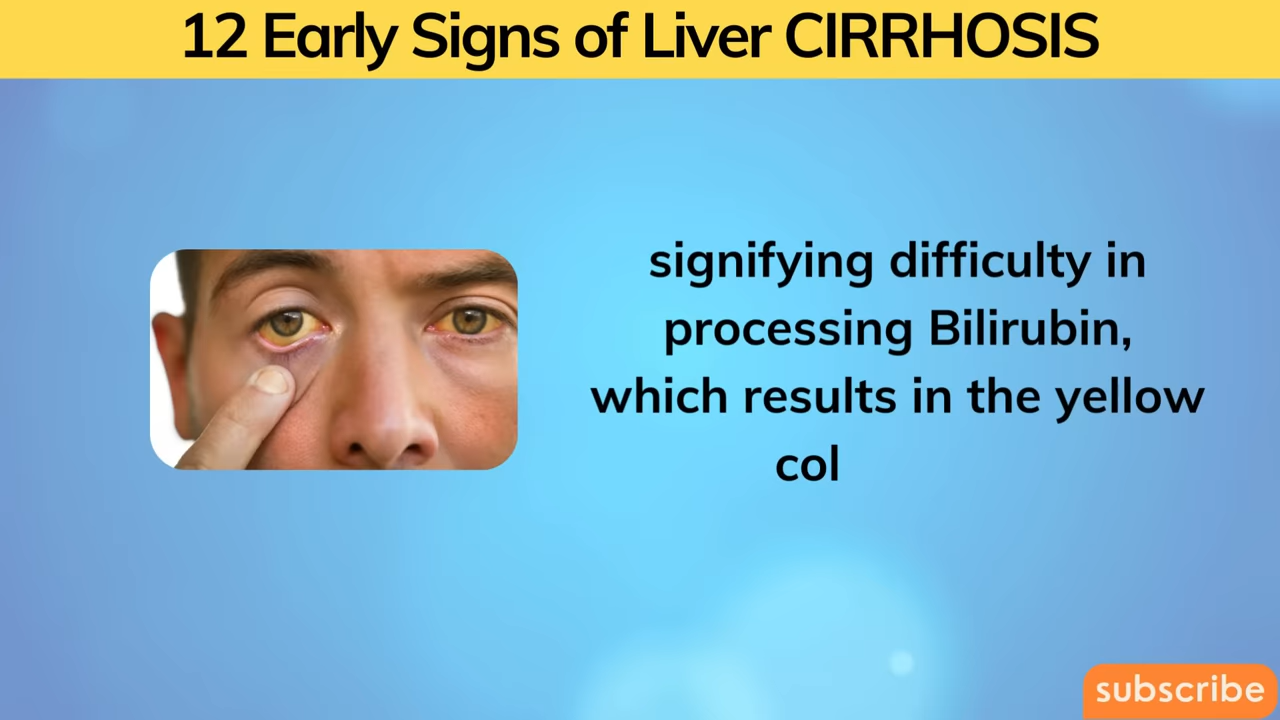 12 Early Signs of Liver CIRRHOSIS
signifying difficulty in
processing Bilirubin,
which results in the yellow
col
subscribe